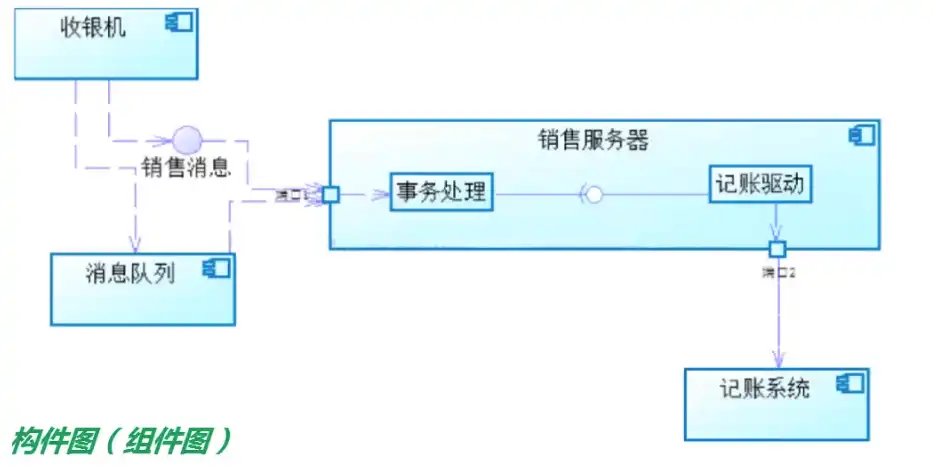 收银机
销售消息
销售服务器
端口1
事务处理
记账驱动
消息队列
端口2
记账系统
构件图（组件图）